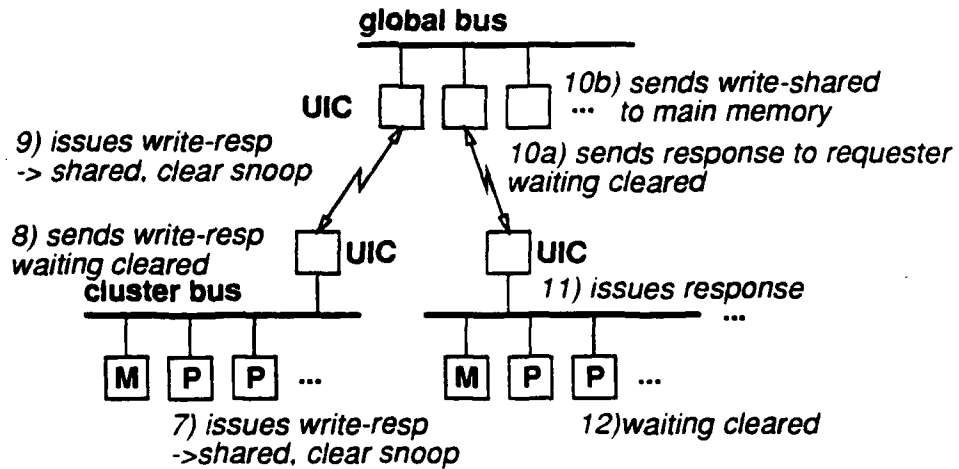 global bus
UIC
...
10b) sends write-shared
to main memory
9) issues write-resp
-> shared, clear snoop
10a) sends response to requester
waiting cleared
8) sends write-resp
waiting cleared
UIC
UIC
cluster bus
11) issues response
...
M P P ...
M P P ...
7) issues write-resp
->shared, clear snoop
12)waiting cleared